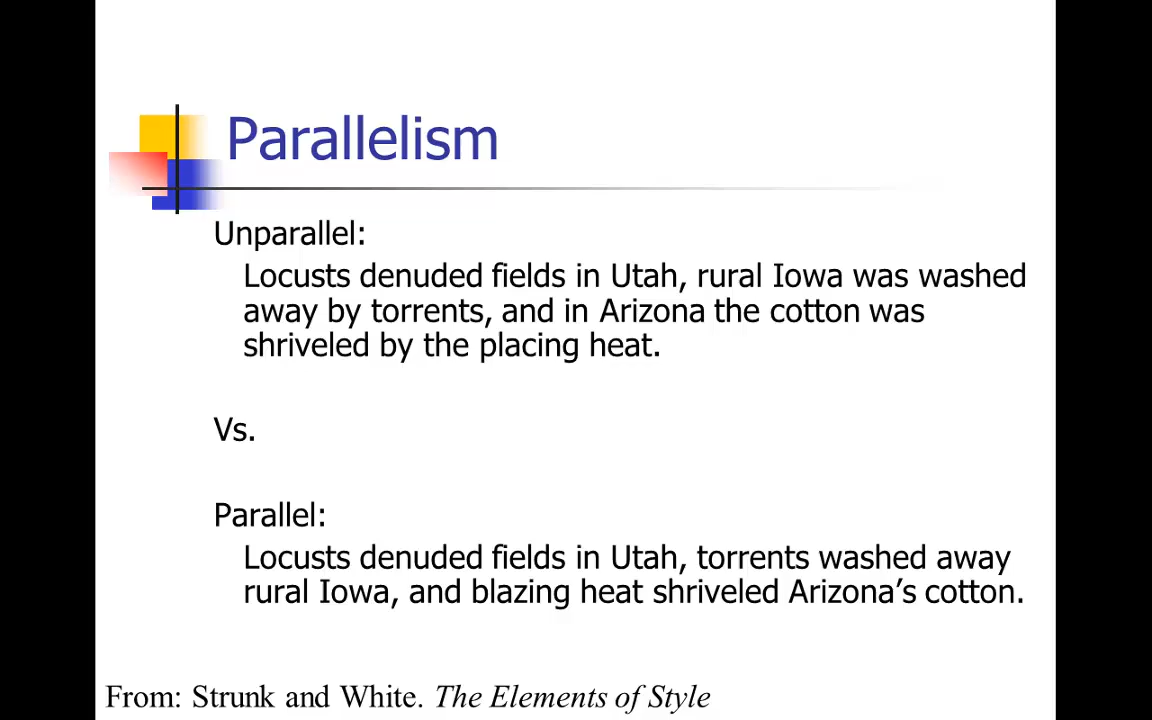 Parallelism
Unparallel:
Locusts denuded fields in Utah, rural Iowa was washed
away by torrents, and in Arizona the cotton was
shriveled by the placing heat.
Vs.
Parallel:
Locusts denuded fields in Utah, torrents washed away
rural Iowa, and blazing heat shriveled Arizona’s cotton.
From: Strunk and White. The Elements of Style